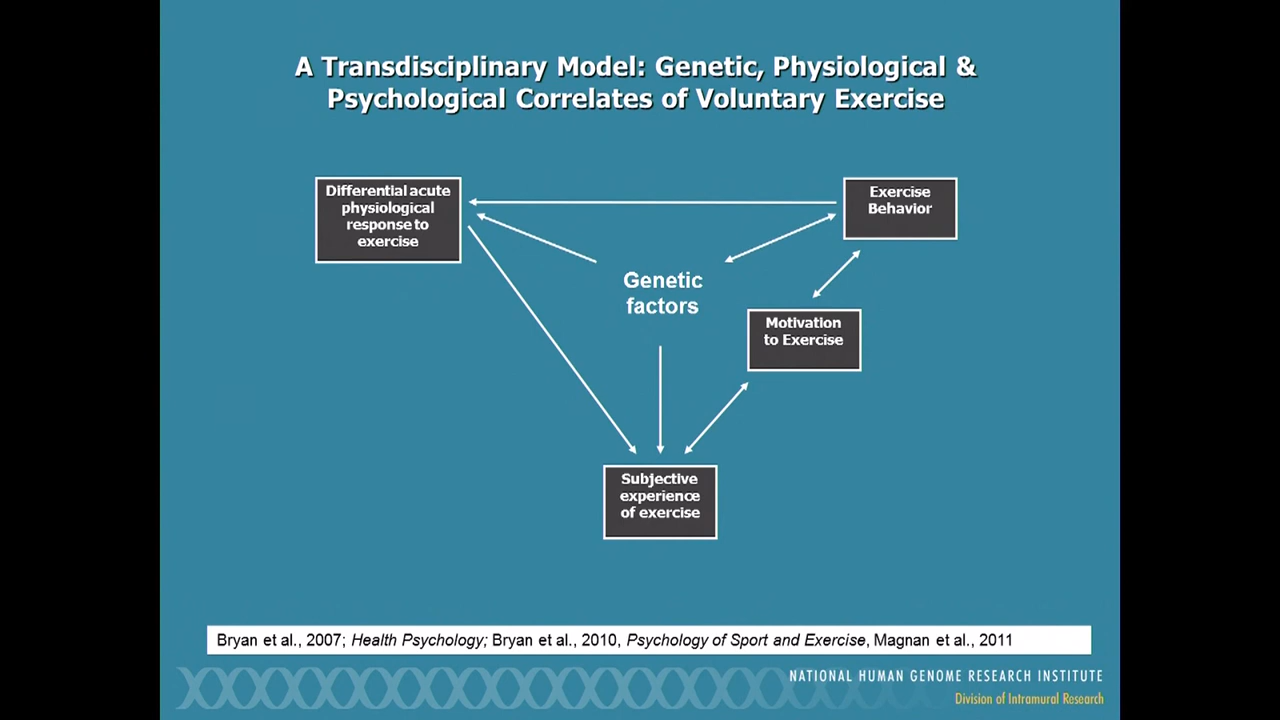 A Transdisciplinary Model: Genetic, Physiological &
Psychological Correlates of Voluntary Exercise
Differential acute
physiological
response to
exercise
Exercise
Behavior
Genetic
factors
Motivation
to Exercise
Subjective
experience
of exercise
Bryan et al., 2007; Health Psychology; Bryan et al., 2010, Psychology of Sport and Exercise, Magnan et al., 2011
NATIONAL HUMAN GENOME RESEARCH INSTITUTE
Division of Intramural Research